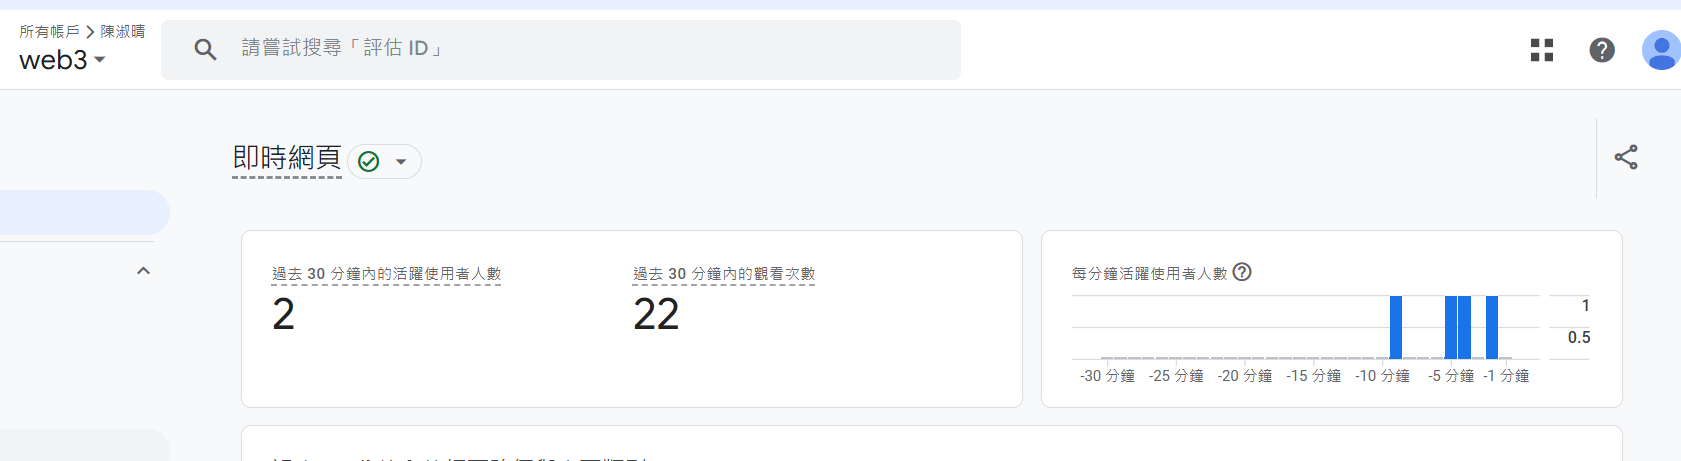 所有帳戶 > 陳淑晴
web3
請嘗試搜尋「評估 ID」
即時網頁
過去 30 分鐘內的活躍使用者人數
2
過去 30 分鐘內的觀看次數
22
每分鐘活躍使用者人數
1
0.5
-30 分鐘 -25 分鐘 -20 分鐘 -15 分鐘 -10 分鐘 -5 分鐘 -1 分鐘